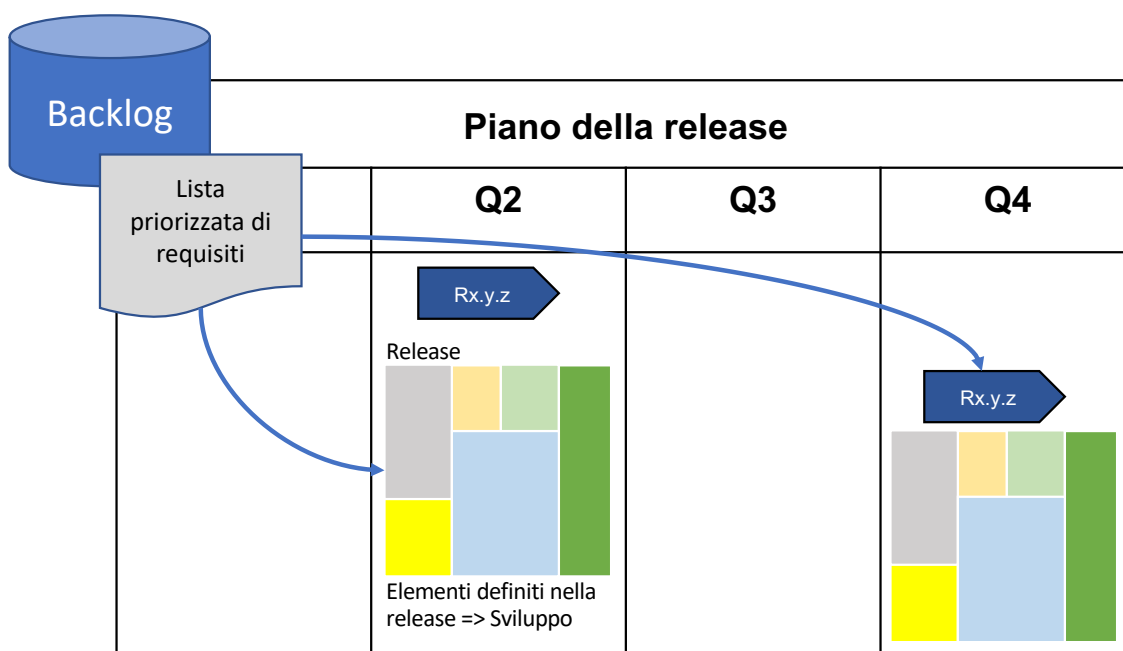 Backlog
Piano della release
Lista
priorizzata di
requisiti
Q2
Q3
Q4
Rx.y.z
Release
Rx.y.z
Elementi definiti nella
release => Sviluppo